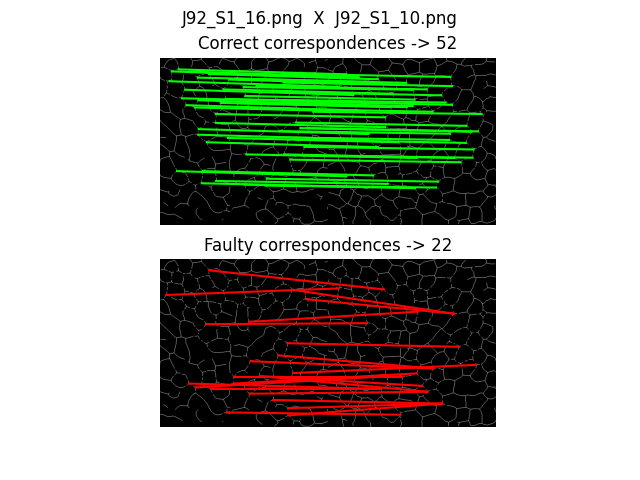 J92_S1_16.png  X  J92_S1_10.png
Correct correspondences -> 52
Faulty correspondences -> 22